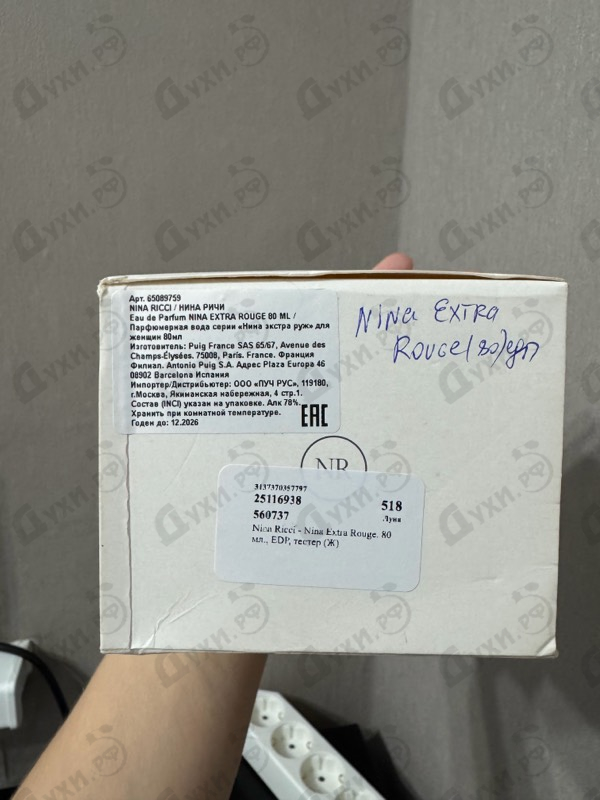 Арт. 65089759
NINA RICCI / НИНА РИЧИ
Eau de Parfum NINA EXTRA ROUGE 80 ML /
Парфюмерная вода серии «Нина экстра руж» для
женщин 80мл
Изготовитель: Puig France SAS 65/67, Avenue des
Champs-Élysées. 75008, Paris. France. Франция
Филиал. Antonio Puig S.A. Адрес Plaza Europa 46
08902 Barcelona Испания
Импортер/Дистрибьютер: ООО «ПУЧ РУС», 119180,
г.Москва, Якиманская набережная, 4 стр.1.
Состав (INCI) указан на упаковке. Алк 78%.
Хранить при комнатной температуре.
Годен до: 12.2026
EAC
Nina Extra
Rouge (80)
NR
3137370357797
25116938
518
560737
Луна
Nina Ricci - Nina Extra Rouge. 80
мл., EDP, тестер (Ж)
Духи.РФ